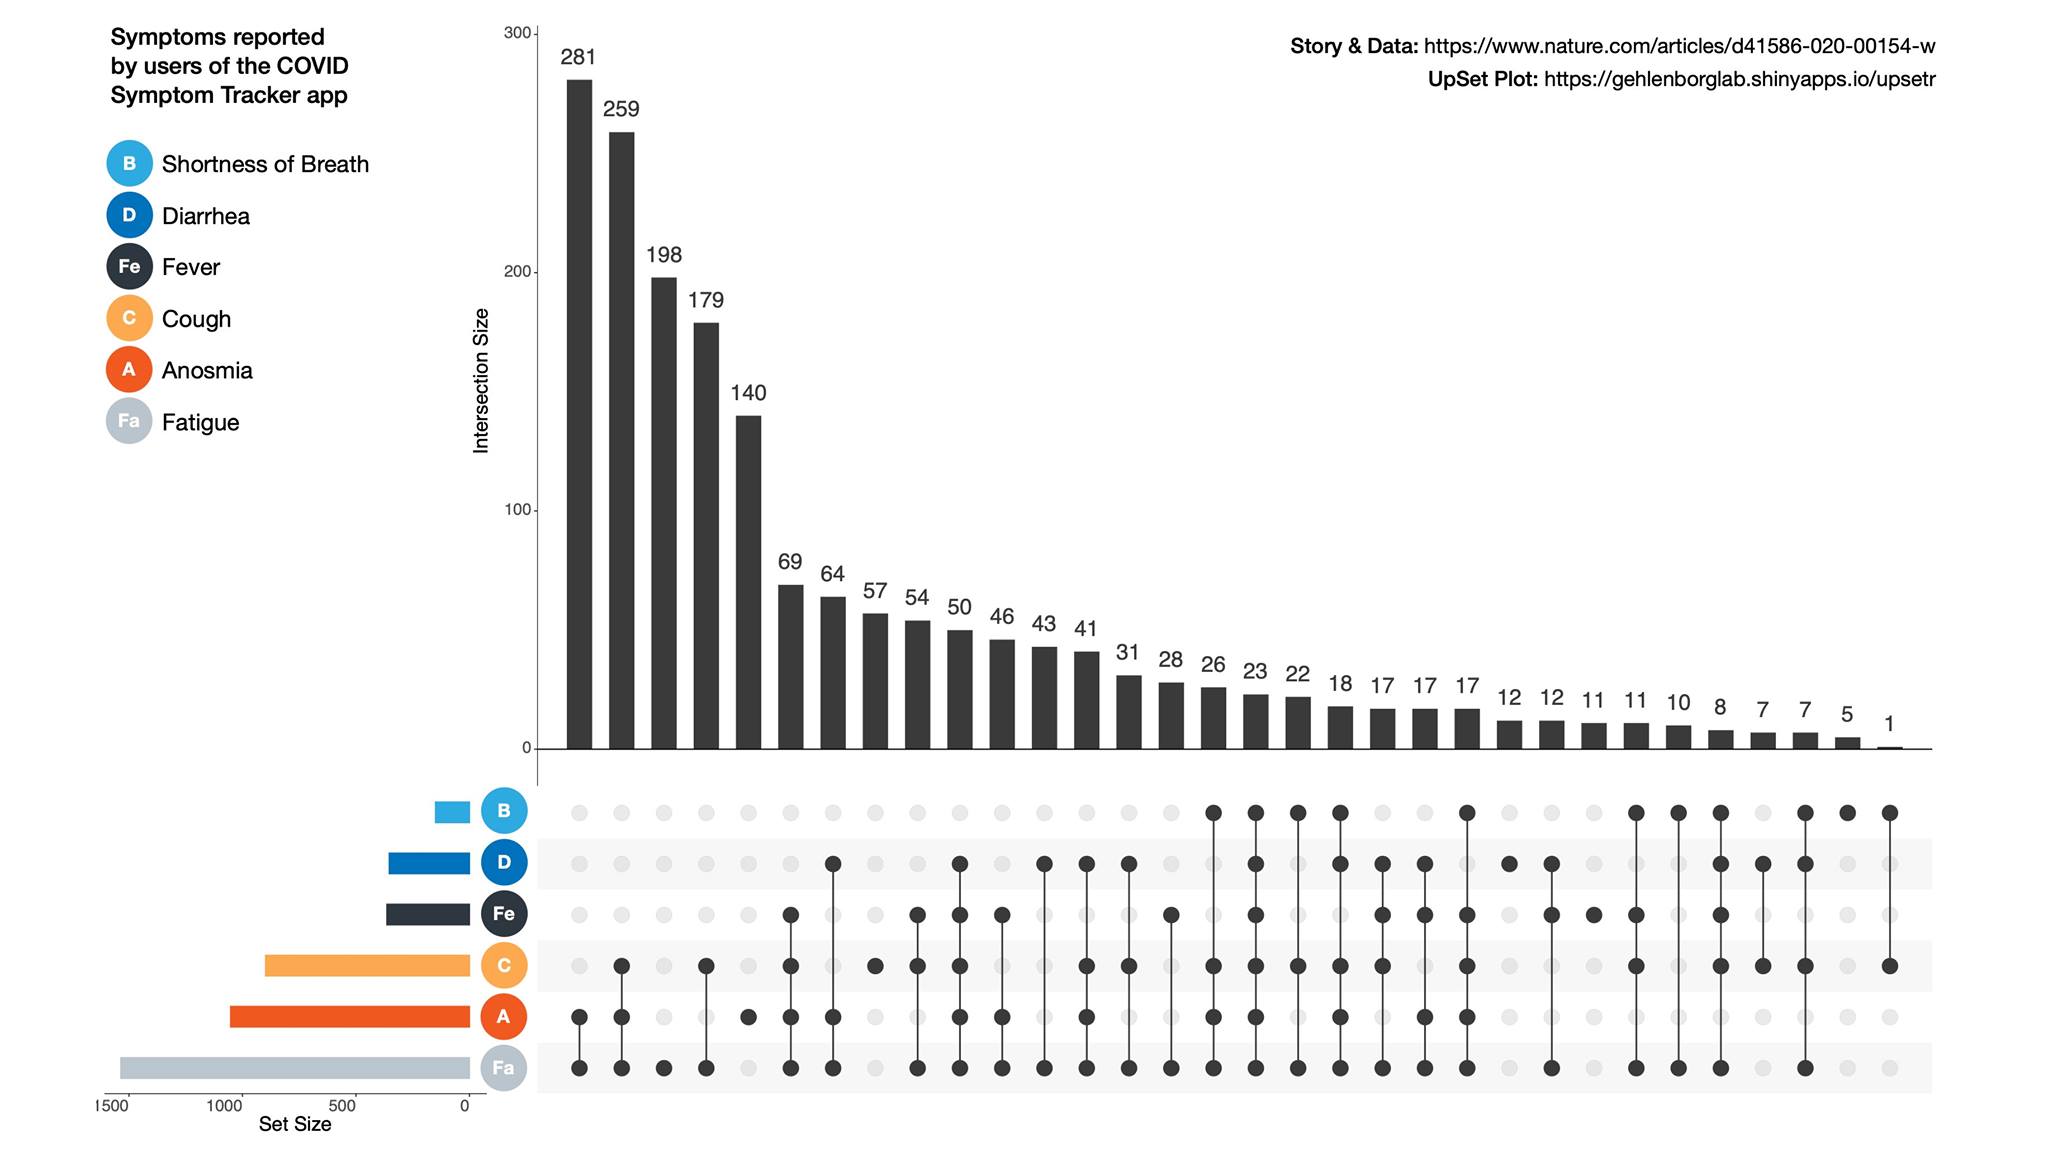 Symptoms reported
by users of the COVID
Symptom Tracker app
B Shortness of Breath
D Diarrhea
Fe Fever
C Cough
A Anosmia
Fa Fatigue
Story & Data: https://www.nature.com/articles/d41586-020-00154-w
UpSet Plot: https://gehlenborglab.shinyapps.io/upsetr
Intersection Size
300
200
100
0
281 259 198 179 140 69 64 57 54 50 46 43 41 31 28 26 23 22 18 17 17 17 12 12 11 11 10 8 7 7 5 1
B
D
Fe
C
A
Fa
1500 1000 500 0
Set Size